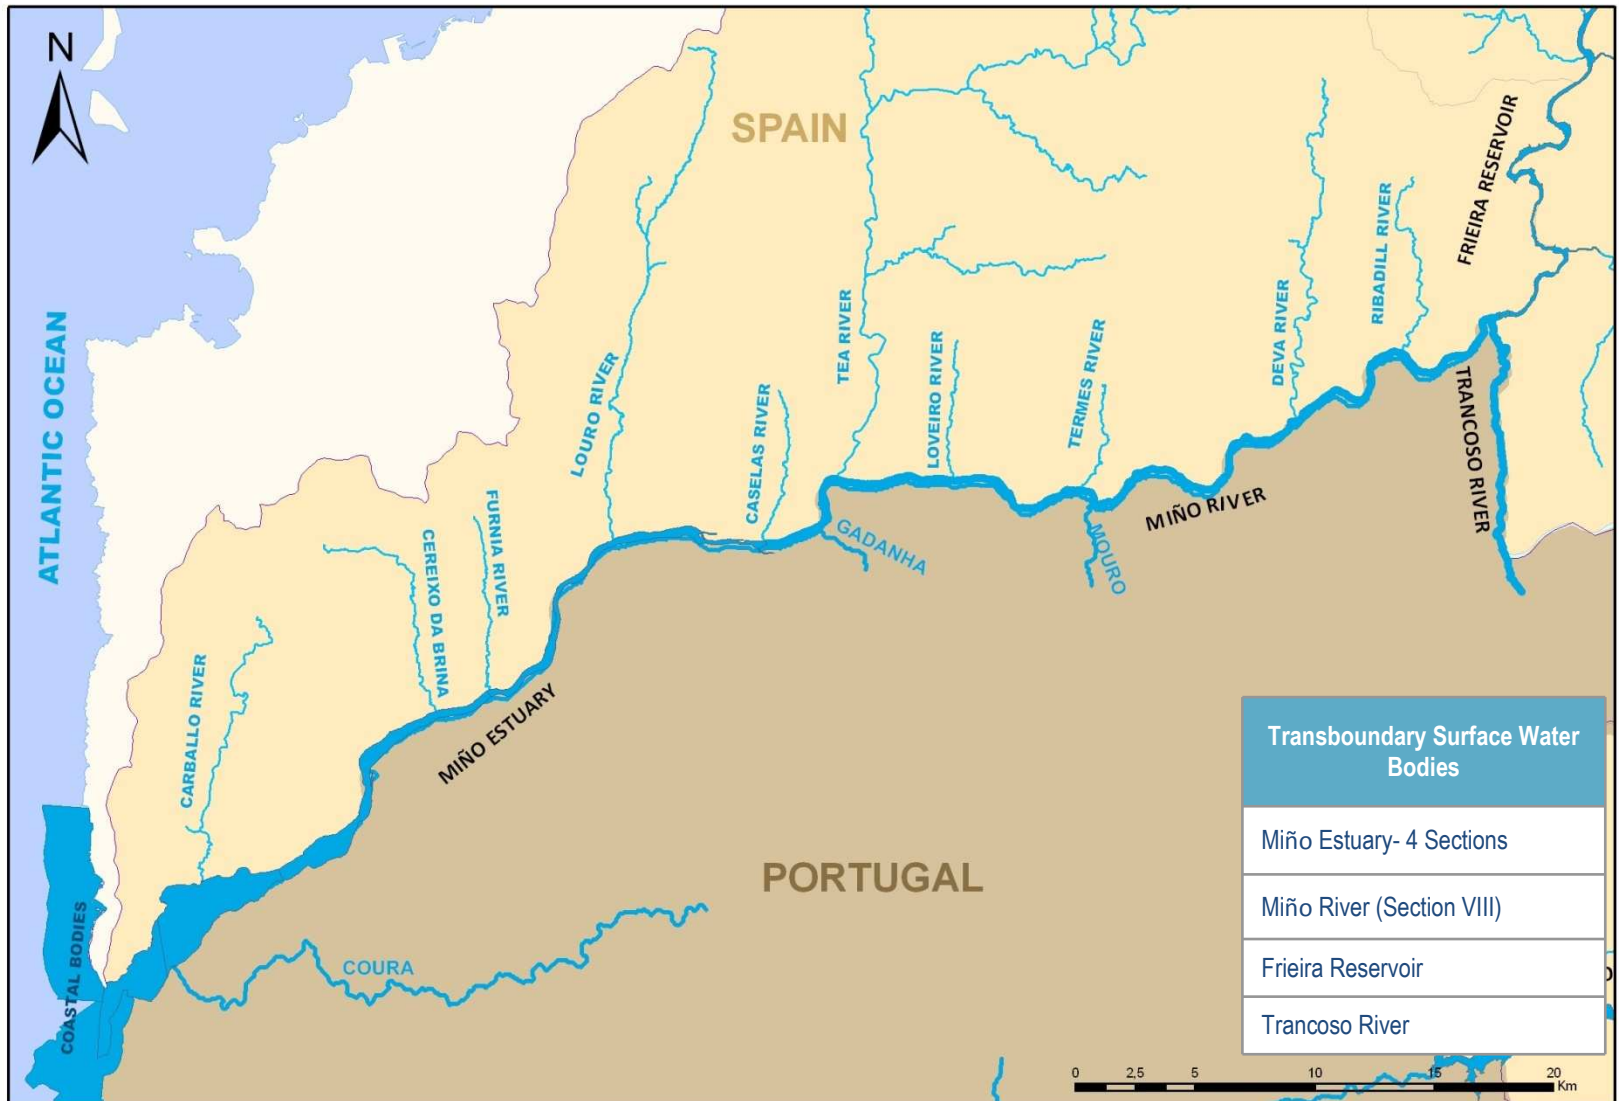 N
SPAIN
FRIEIRA RESERVOIR
RIBADILL RIVER
DEVA RIVER
TEA RIVER
LOVEIRO RIVER
TERMES RIVER
LOURO RIVER
CASELAS RIVER
TRANCOSO RIVER
ATLANTIC OCEAN
FURNIA RIVER
CEREIXO DA BRINA
GADANHA
MOURO
MIÑO RIVER
CARBALLO RIVER
MIÑO ESTUARY
PORTUGAL
COURA
COASTAL BODIES
Transboundary Surface Water
Bodies
Miño Estuary- 4 Sections
Miño River (Section VIII)
Frieira Reservoir
Trancoso River
0 2,5 5 10 15 20
Km